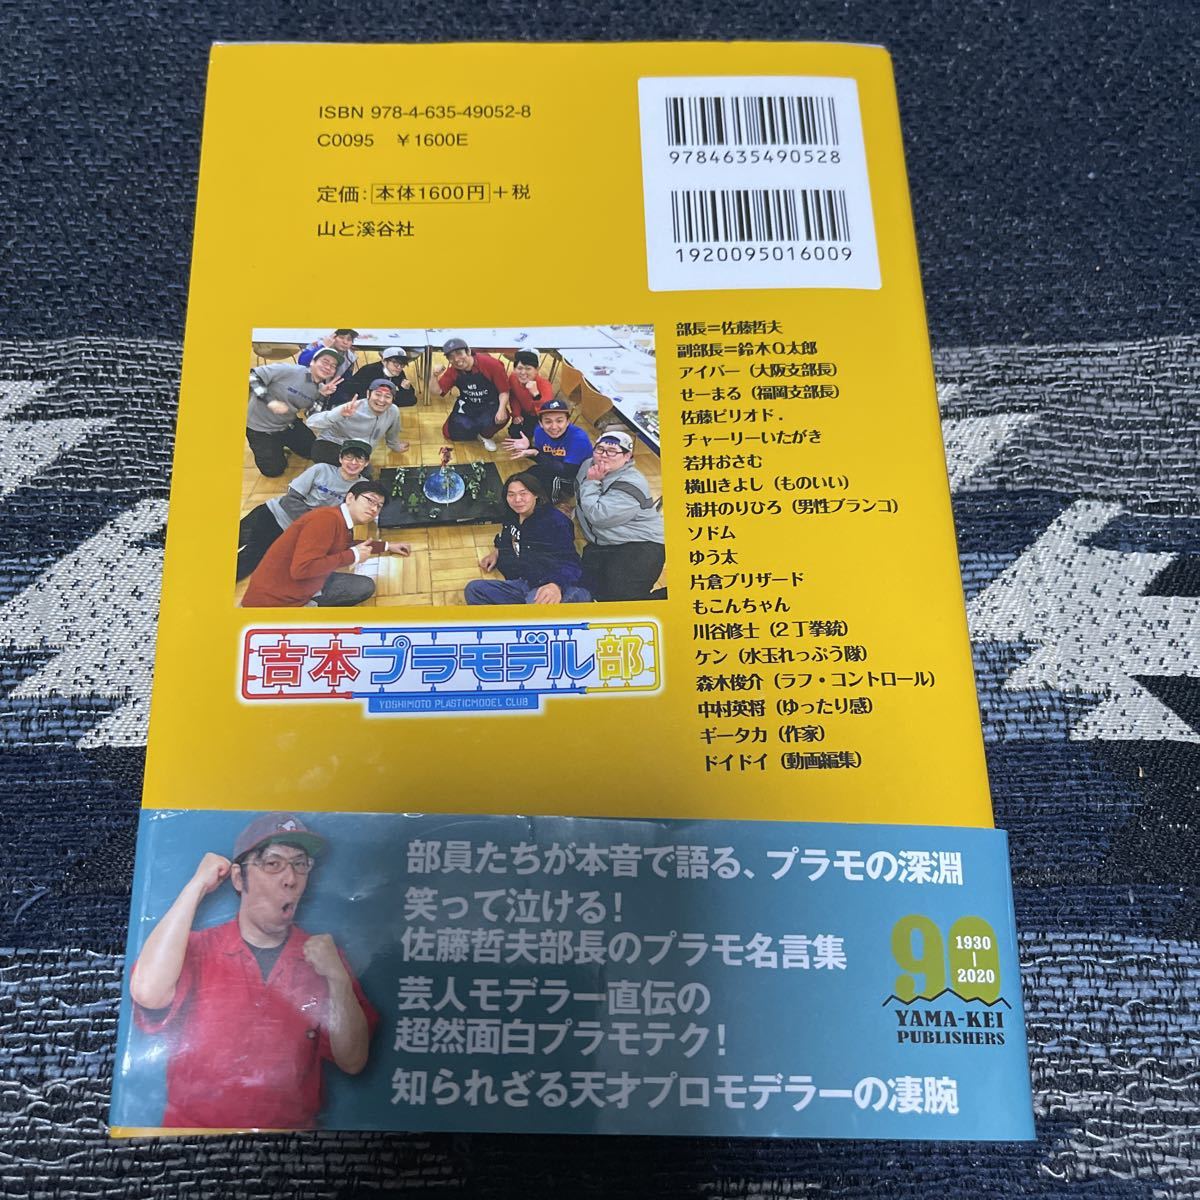 ISBN 978-4-635-49052-8
C0095 ￥1600E
定価：本体1600円＋税
山と溪谷社
9784635490528
1920095016009
部長＝佐藤哲夫
副部長＝鈴木Q太郎
アイバー（大阪支部長）
せーまる（福岡支部長）
佐藤ピリオド．
チャーリーいたがき
若井おさむ
横山きよし（ものいい）
浦井のりひろ（男性ブランコ）
ソドム
ゆう太
片倉ブリザード
もこんちゃん
川谷修士（2丁拳銃）
ケン（水玉れっぷう隊）
森木俊介（ラフ・コントロール）
中村英将（ゆったり感）
ギータカ（作家）
ドイドイ（動画編集）
吉本プラモデル部
YOSHIMOTO PLASTICMODEL CLUB
部員たちが本音で語る、プラモの深淵
笑って泣ける！
佐藤哲夫部長のプラモ名言集
芸人モデラー直伝の
超然面白プラモテク！
知られざる天才プロモデラーの凄腕
90
1930
2020
YAMA-KEI
PUBLISHERS